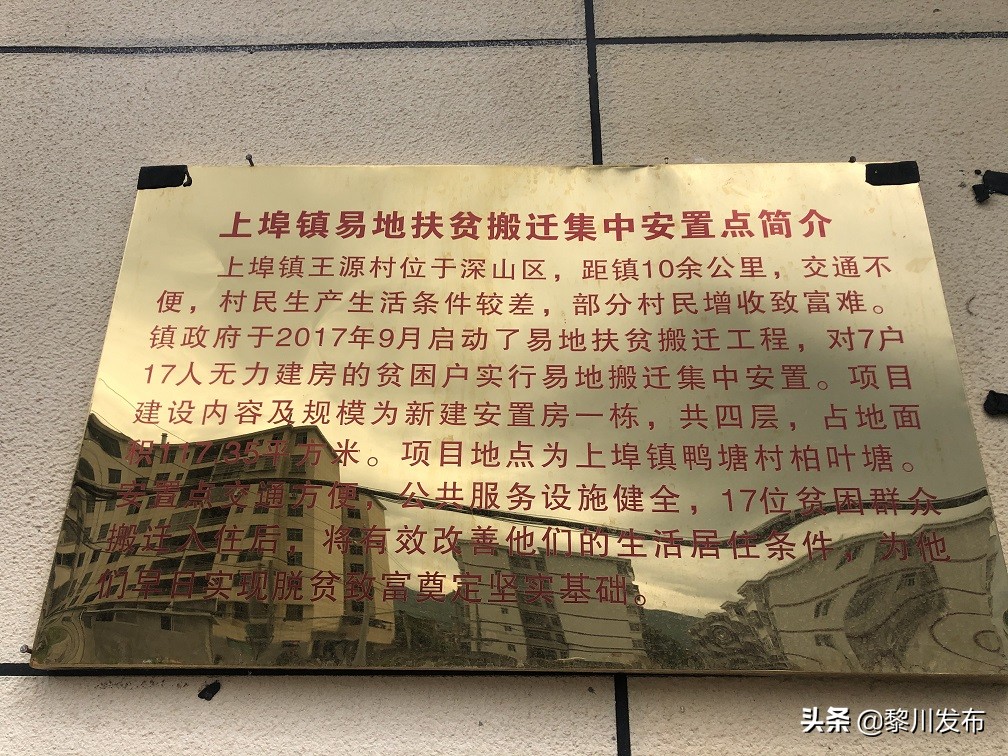 上埠镇易地扶贫搬迁集中安置点简介
上埠镇王源村位于深山区，距镇10余公里，交通不
便，村民生产生活条件较差，部分村民增收致富难。
镇政府于2017年9月启动了易地扶贫搬迁工程，对7户
17人无力建房的贫困户实行易地搬迁集中安置。项目
建设内容及规模为新建安置房一栋，共四层，占地面
积117.35平方米。项目地点为上埠镇鸭塘村柏叶塘。
安置点交通方便，公共服务设施健全，17位贫困群众
搬迁入住后，将有效改善他们的生活居住条件，为他
们早日实现脱贫致富奠定坚实基础。
头条 @黎川发布